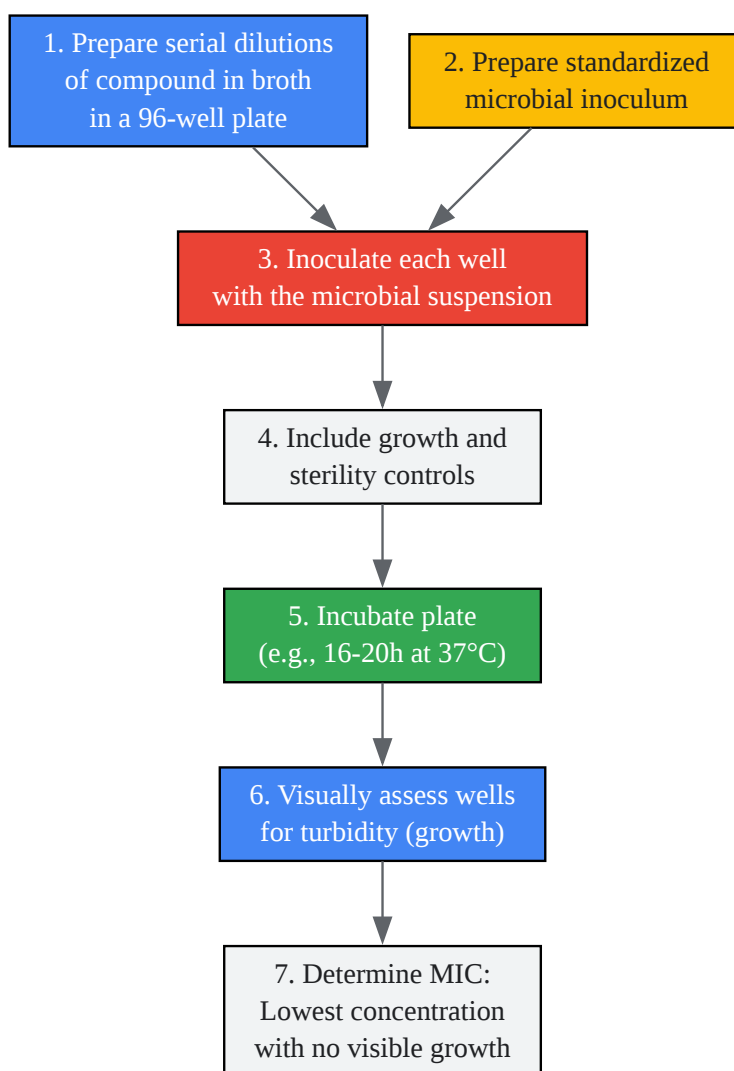 1. Prepare serial dilutions
of compound in broth
in a 96-well plate
2. Prepare standardized
microbial inoculum
3. Inoculate each well
with the microbial suspension
4. Include growth and
sterility controls
5. Incubate plate
(e.g., 16-20h at 37°C)
6. Visually assess wells
for turbidity (growth)
7. Determine MIC:
Lowest concentration
with no visible growth